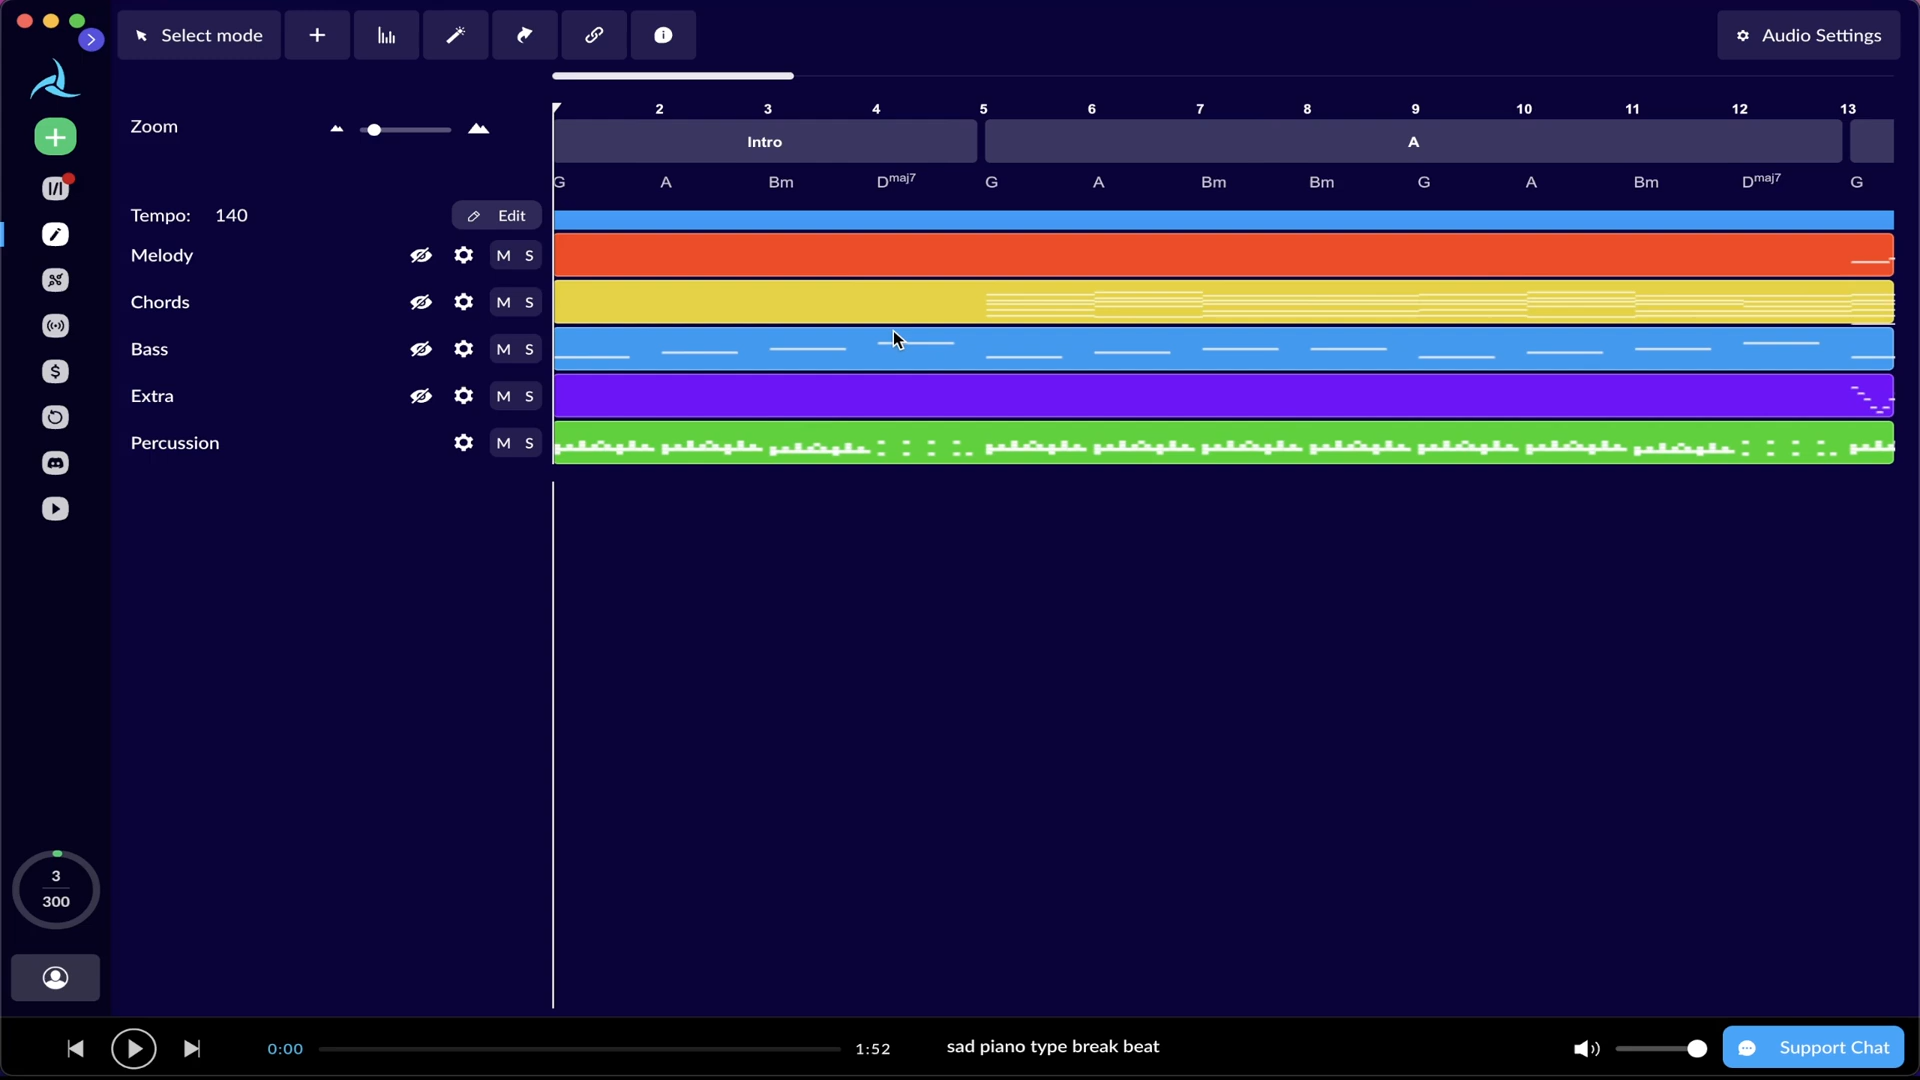 Select mode
Audio Settings
Zoom
2 3 4 5 6 7 8 9 10 11 12 13
Intro A
G A Bm Dmaj7 G A Bm Bm G A Bm Dmaj7 G
Tempo: 140 Edit
Melody M S
Chords M S
Bass M S
Extra M S
Percussion M S
3
300
0:00 1:52 sad piano type break beat
Support Chat